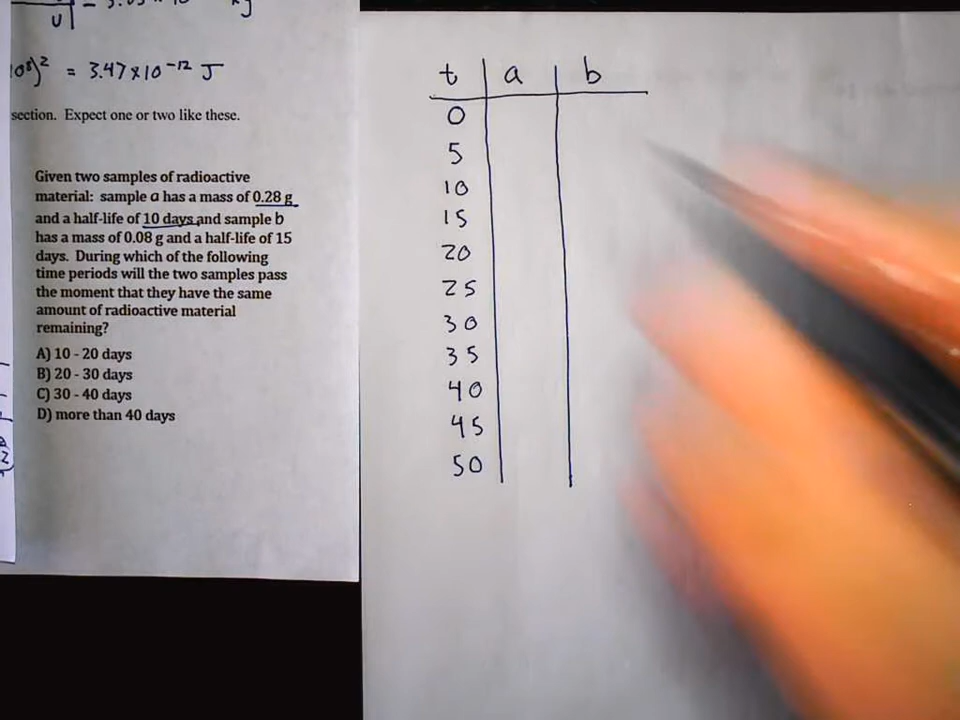 10⁸)² = 3.47×10⁻¹² J
section. Expect one or two like these.
Given two samples of radioactive
material: sample a has a mass of 0.28 g
and a half-life of 10 days and sample b
has a mass of 0.08 g and a half-life of 15
days. During which of the following
time periods will the two samples pass
the moment that they have the same
amount of radioactive material
remaining?
A) 10 - 20 days
B) 20 - 30 days
C) 30 - 40 days
D) more than 40 days
t a b
0
5
10
15
20
25
30
35
40
45
50